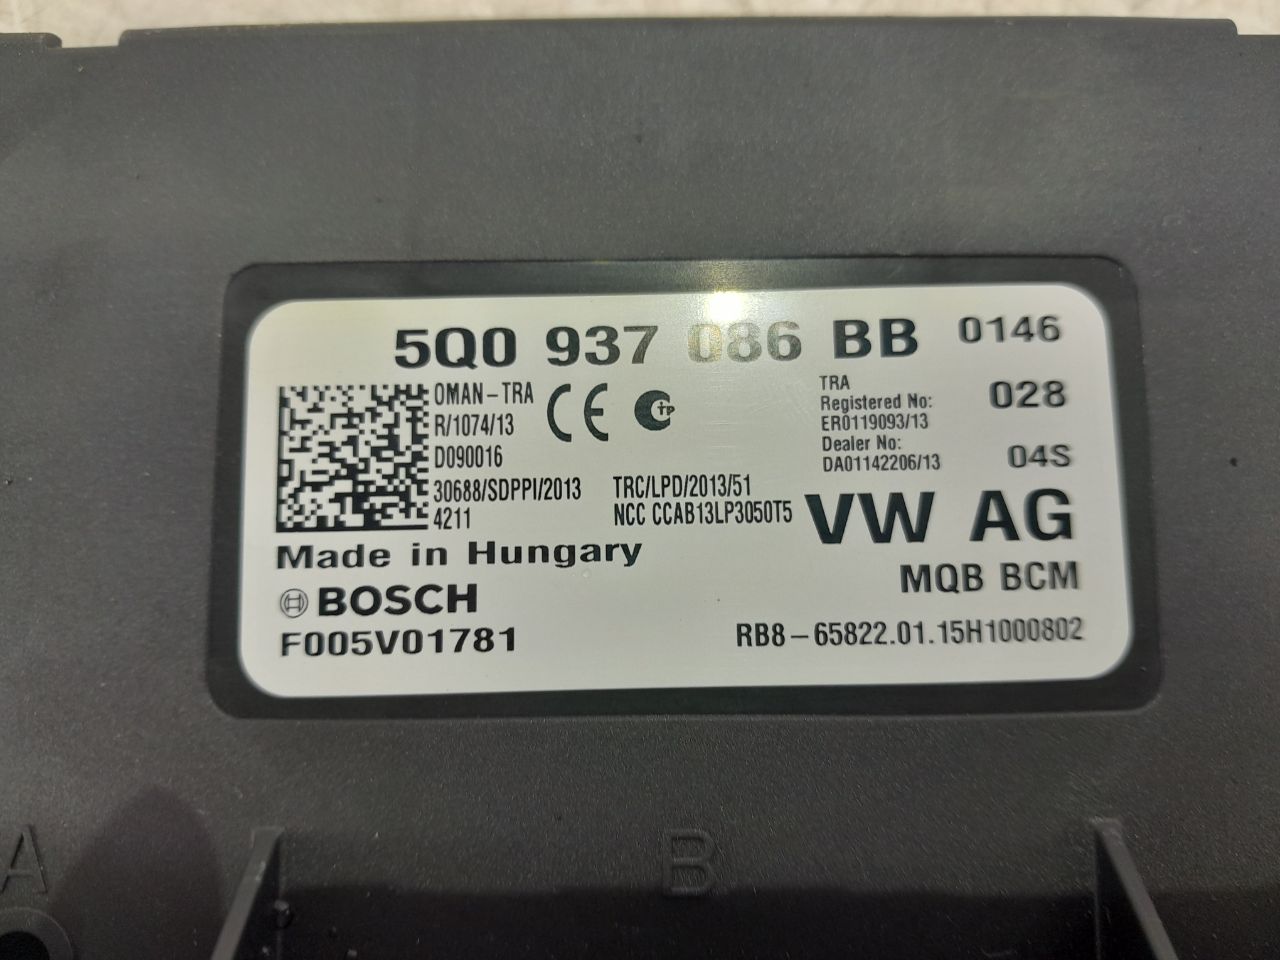 5Q0 937 086 BB 0146
OMAN-TRA
R/1074/13
D090016
30688/SDPPI/2013
4211
CE
TP
TRC/LPD/2013/51
NCC CCAB13LP3050T5
TRA
Registered No:
ER0119093/13
Dealer No:
DA01142206/13
028
04S
VW AG
MQB BCM
Made in Hungary
BOSCH
F005V01781
RB8-65822.01.15H1000802
A
B